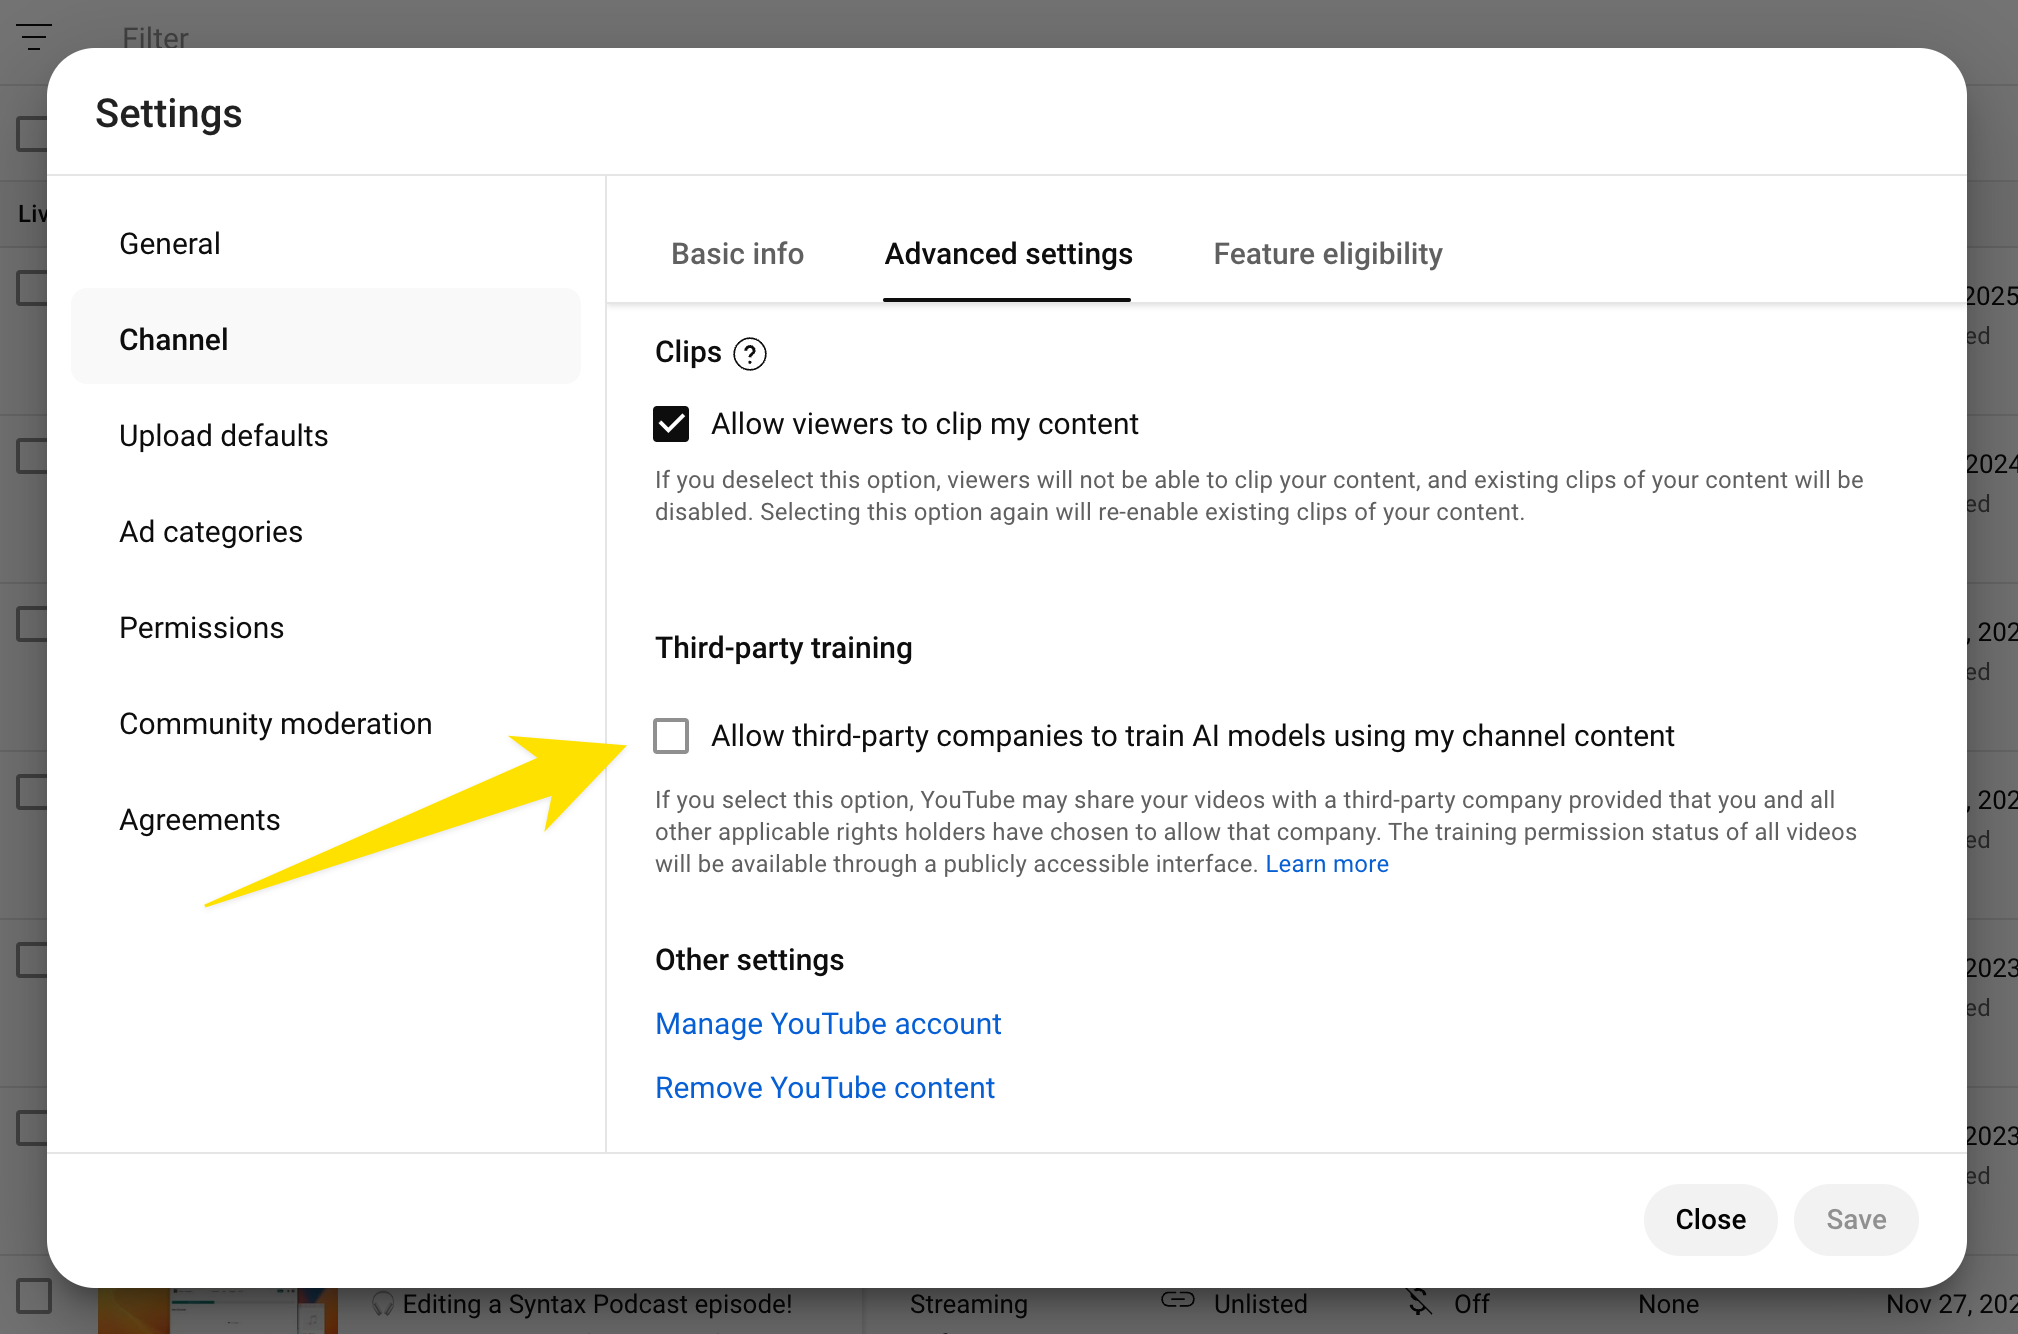 Filter
Settings
Liv
General
Channel
Upload defaults
Ad categories
Permissions
Community moderation
Agreements
Basic info
Advanced settings
Feature eligibility
Clips ?
Allow viewers to clip my content
If you deselect this option, viewers will not be able to clip your content, and existing clips of your content will be
disabled. Selecting this option again will re-enable existing clips of your content.
Third-party training
Allow third-party companies to train AI models using my channel content
If you select this option, YouTube may share your videos with a third-party company provided that you and all
other applicable rights holders have chosen to allow that company. The training permission status of all videos
will be available through a publicly accessible interface. Learn more
Other settings
Manage YouTube account
Remove YouTube content
Close
Save
2025
ed
2024
ed
, 202
ed
, 202
ed
2023
ed
2023
ed
Editing a Syntax Podcast episode!
Streaming
Unlisted
Off
None
Nov 27, 202